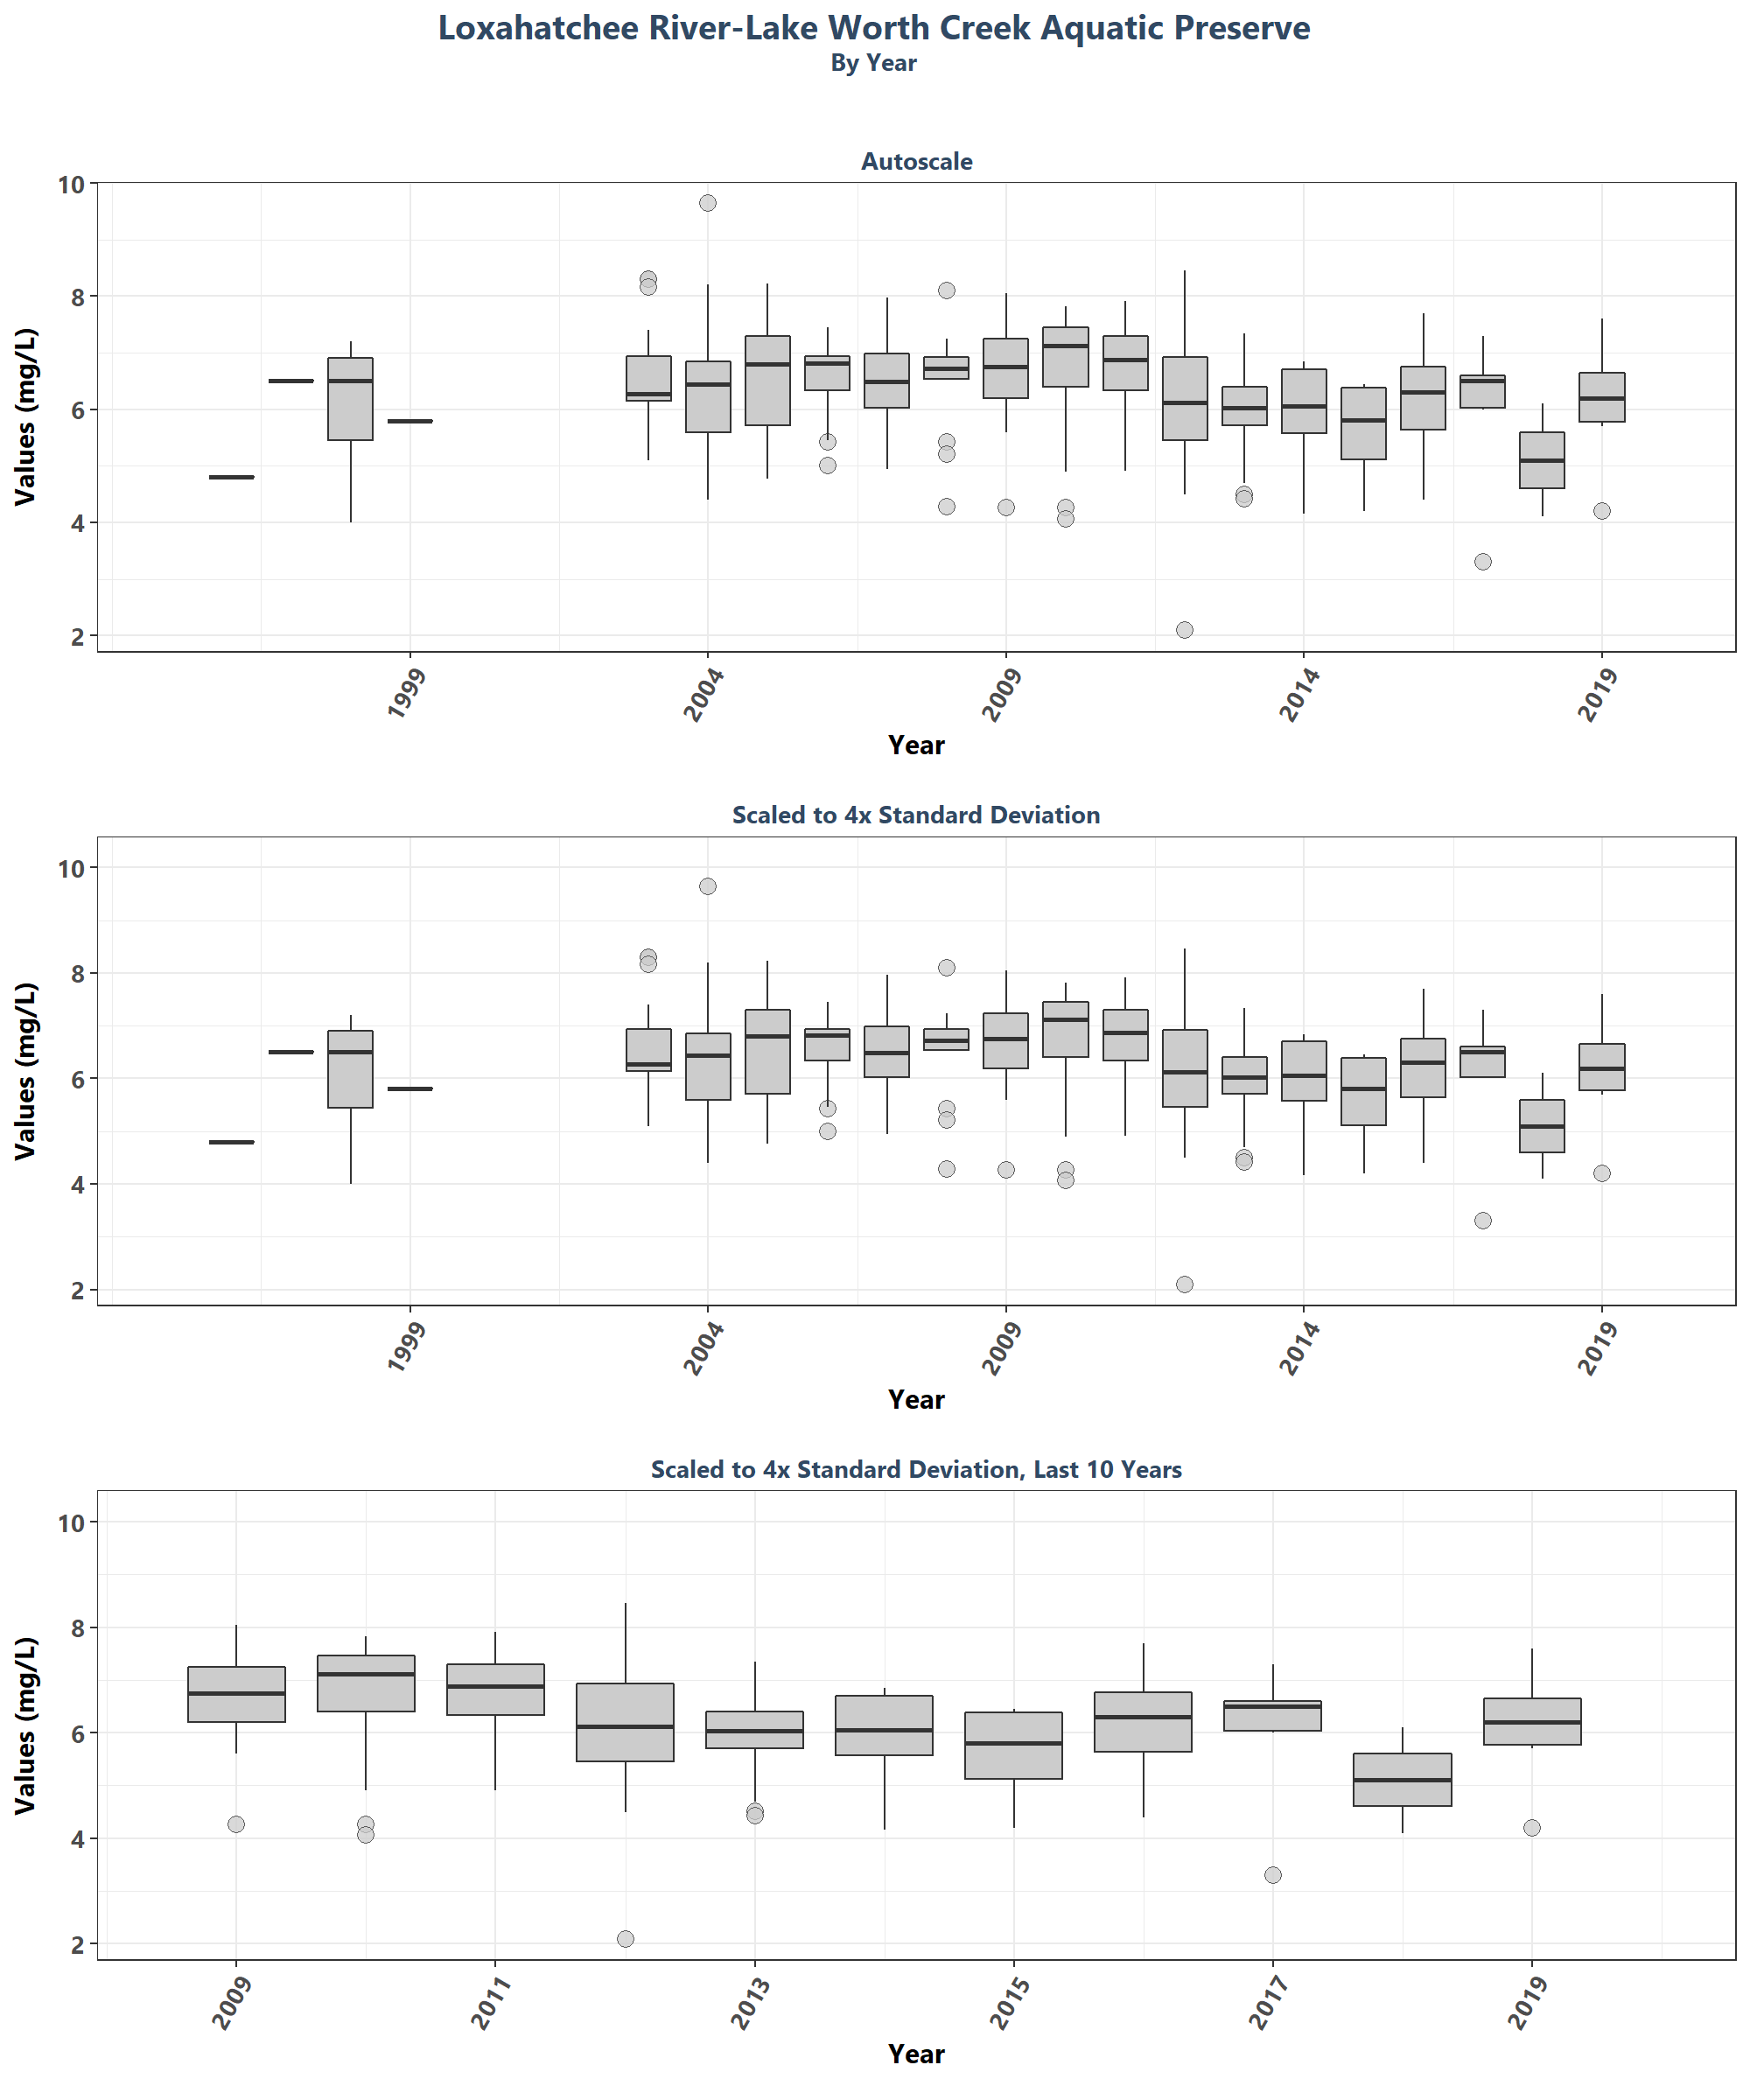 Loxahatchee River-Lake Worth Creek Aquatic Preserve
By Year
Autoscale
Values (mg/L)
10
8
6
4
2
1999 2004 2009 2014 2019
Year
Scaled to 4x Standard Deviation
Values (mg/L)
10
8
6
4
2
1999 2004 2009 2014 2019
Year
Scaled to 4x Standard Deviation, Last 10 Years
Values (mg/L)
10
8
6
4
2
2009 2011 2013 2015 2017 2019
Year